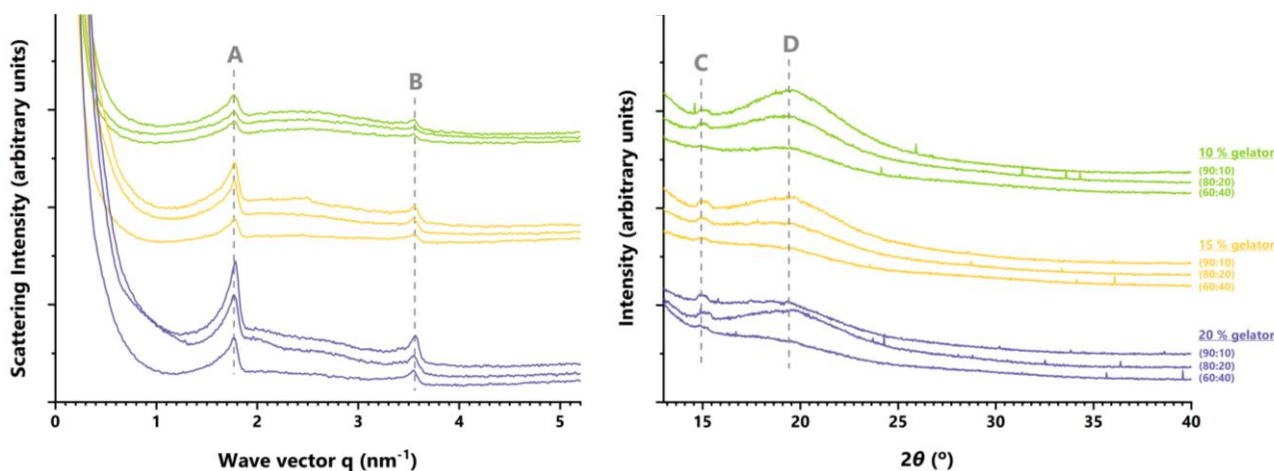 Scattering Intensity (arbitrary units)
A
B
0
1
2
3
4
5
Wave vector q (nm⁻¹)
Intensity (arbitrary units)
C
D
15
20
25
30
35
40
2θ (º)
10 % gelator
(90:10)
(80:20)
(60:40)
15 % gelator
(90:10)
(80:20)
(60:40)
20 % gelator
(90:10)
(80:20)
(60:40)